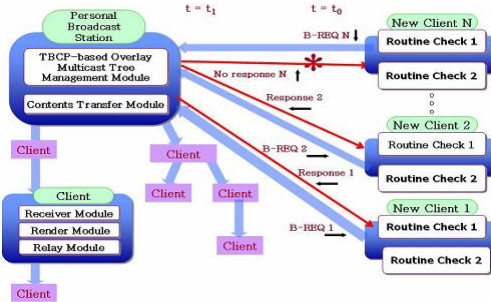 Personal
Broadcast
Station
t = t₁
t = t₀
New Client N
B-REQ N
Routine Check 1
TBCP-based Overlay
Multicast Tree
Management Module
No response N
Routine Check 2
Contents Transfer Module
Response 2
New Client 2
Routine Check 1
Client
Client
B-REQ 2
Response 1
Routine Check 2
Client
Client
Receiver Module
Render Module
Relay Module
Client
B-REQ 1
New Client 1
Routine Check 1
Routine Check 2
Client